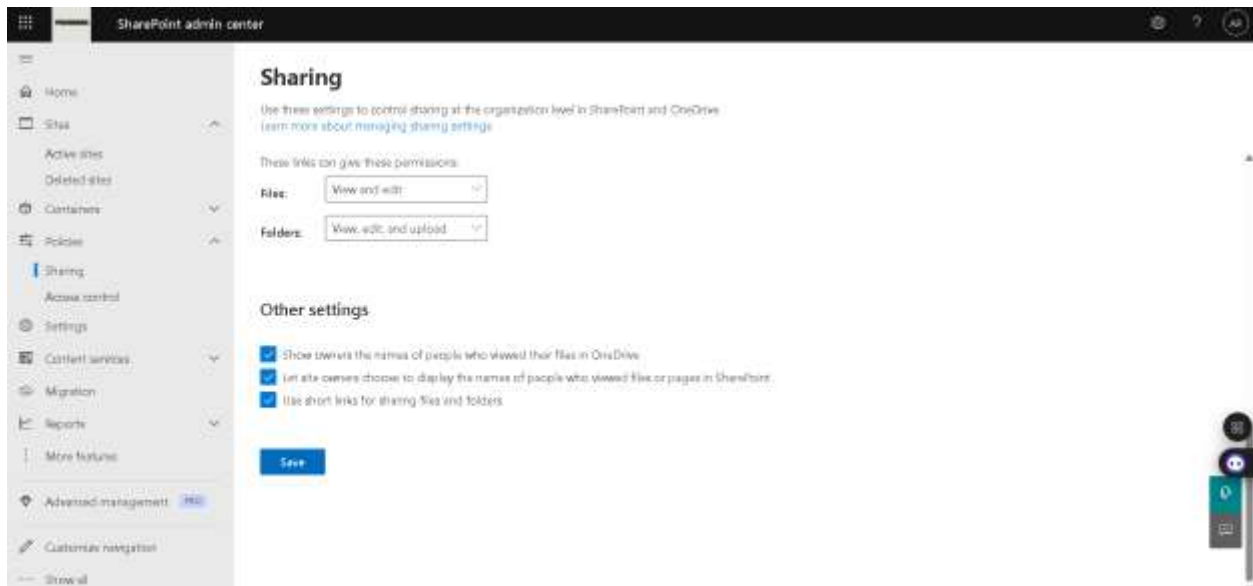 SharePoint admin center
?
AR
Home
Sites
Active sites
Deleted sites
Containers
Policies
Sharing
Access control
Settings
Content services
Migration
Reports
More features
Advanced management PRO
Customize navigation
Show all
Sharing
Use these settings to control sharing at the organization level in SharePoint and OneDrive.
Learn more about managing sharing settings
These links can give these permissions:
Files: View and edit
Folders: View, edit, and upload
Other settings
Show owners the names of people who viewed their files in OneDrive
Let site owners choose to display the names of people who viewed files or pages in SharePoint
Use short links for sharing files and folders
Save